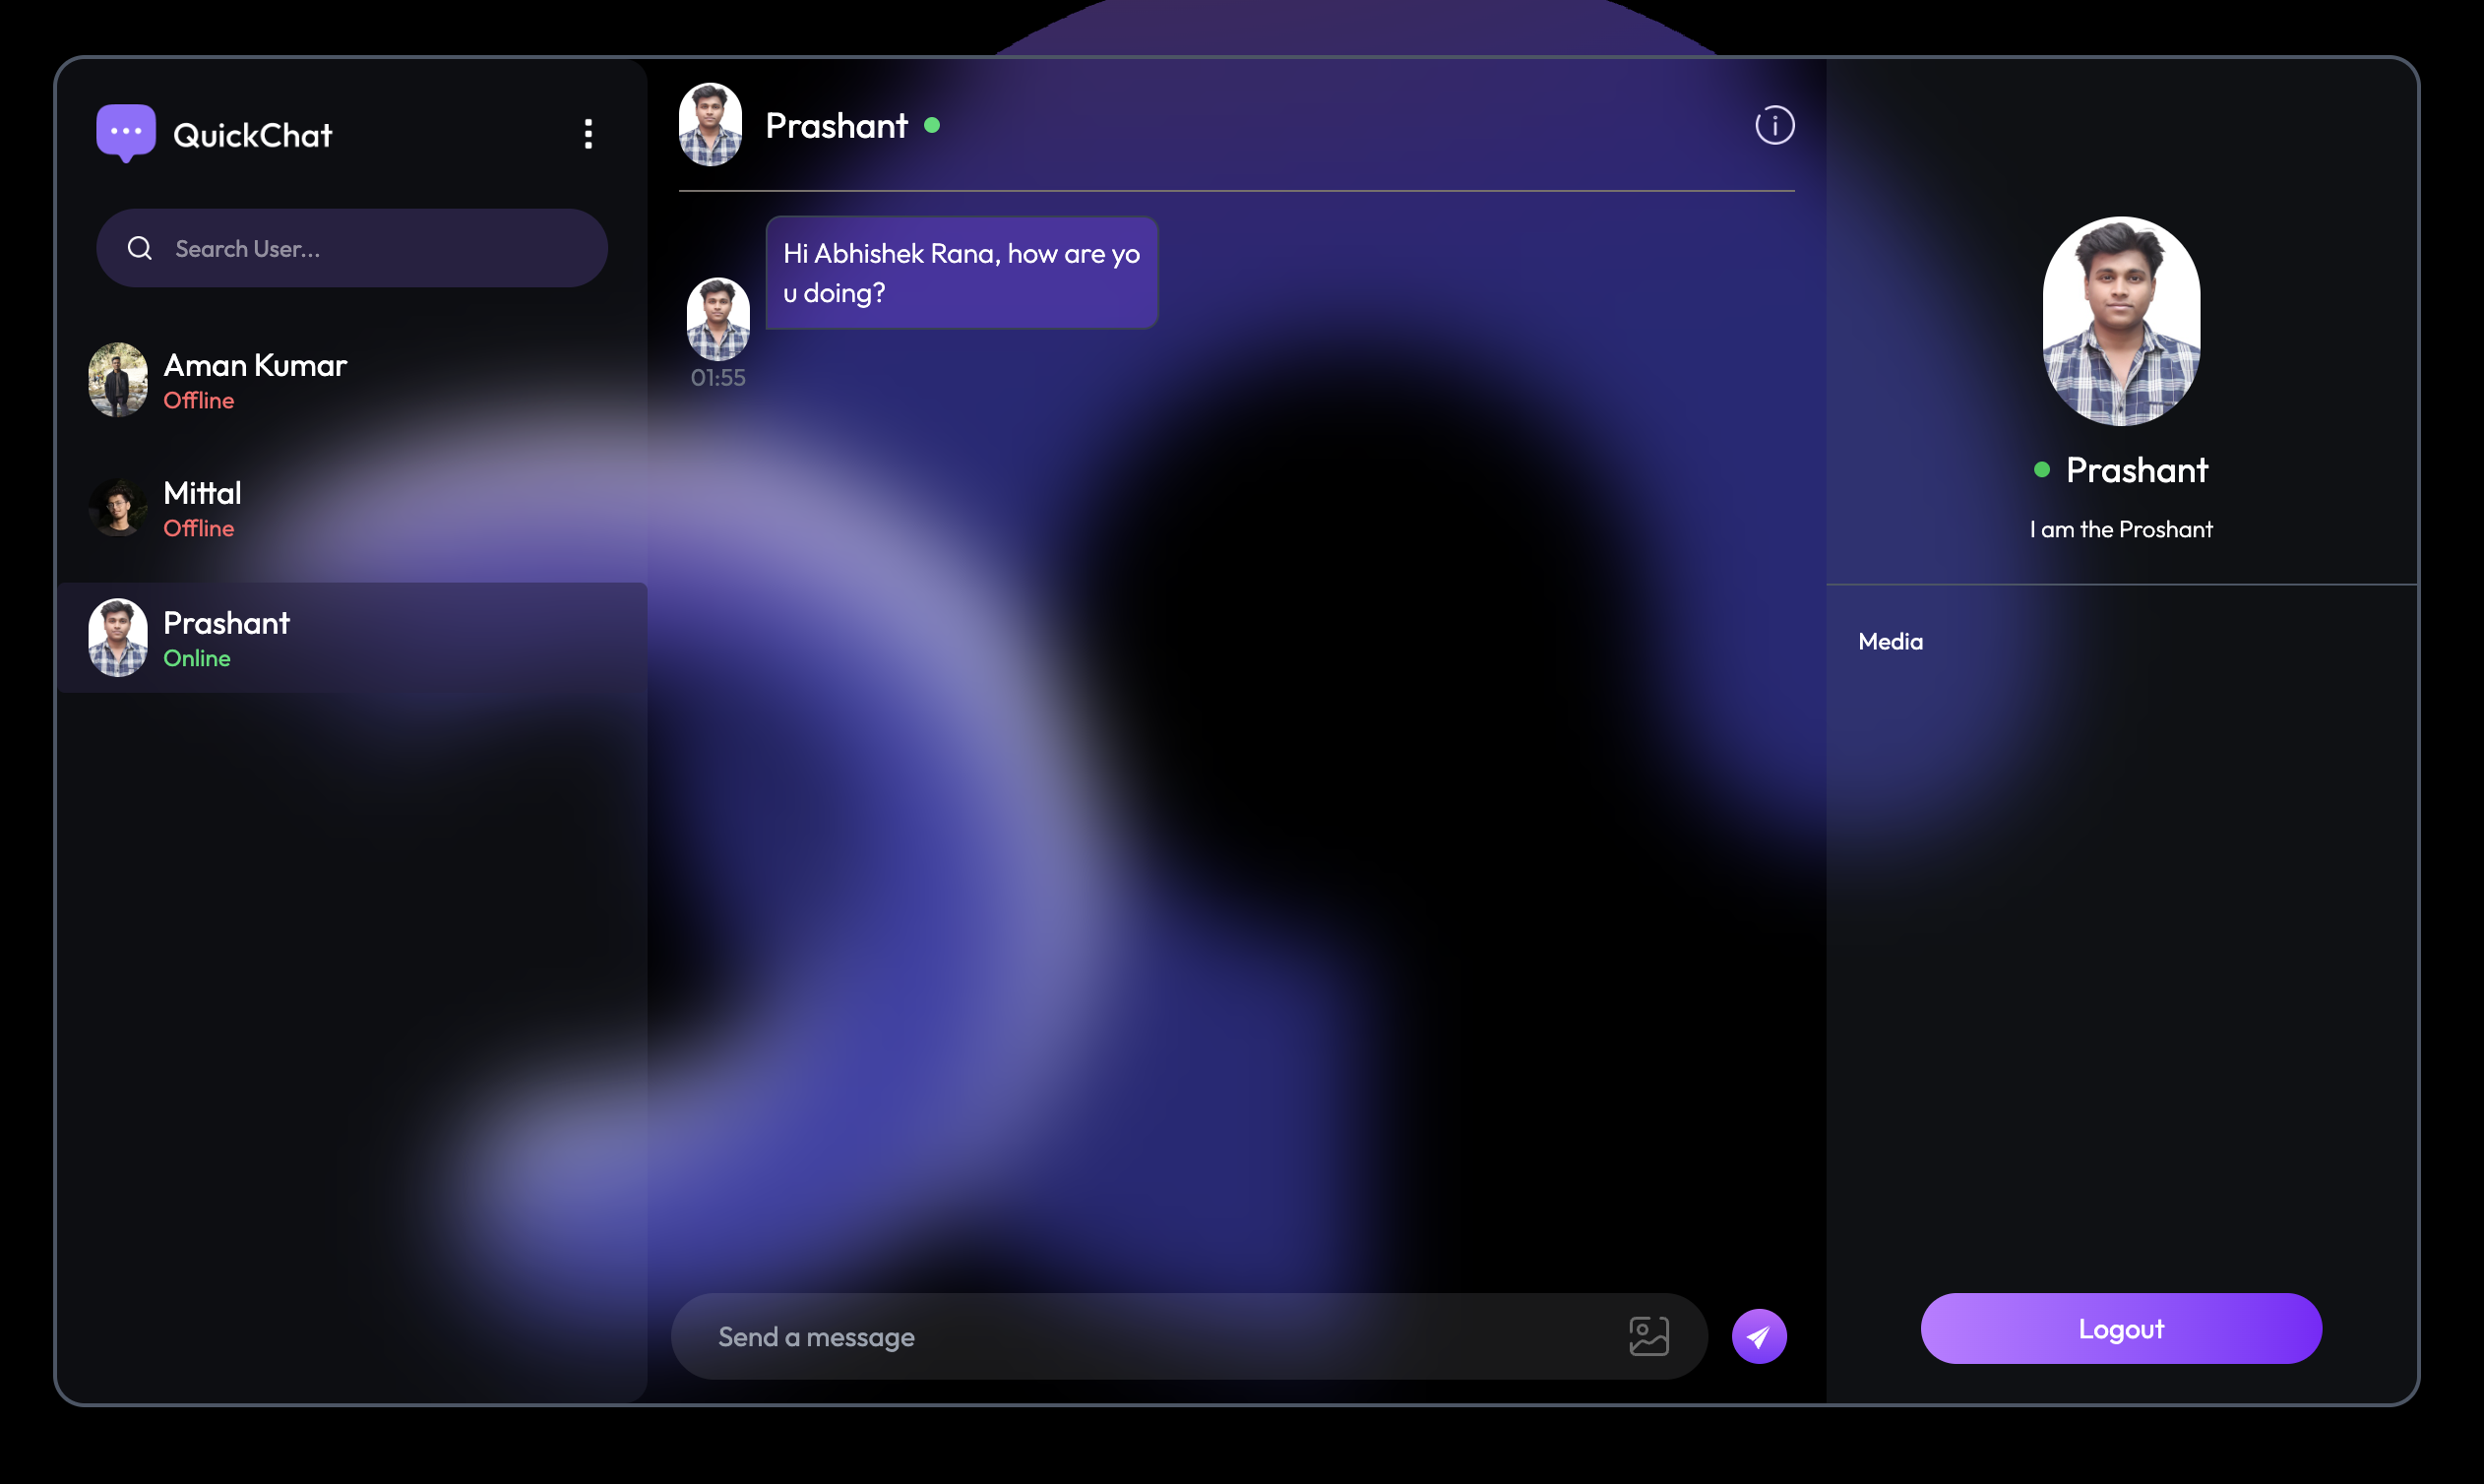 QuickChat
Search User...
Aman Kumar
Offline
Mittal
Offline
Prashant
Online
Prashant
Hi Abhishek Rana, how are yo
u doing?
01:55
Send a message
Prashant
I am the Proshant
Media
Logout